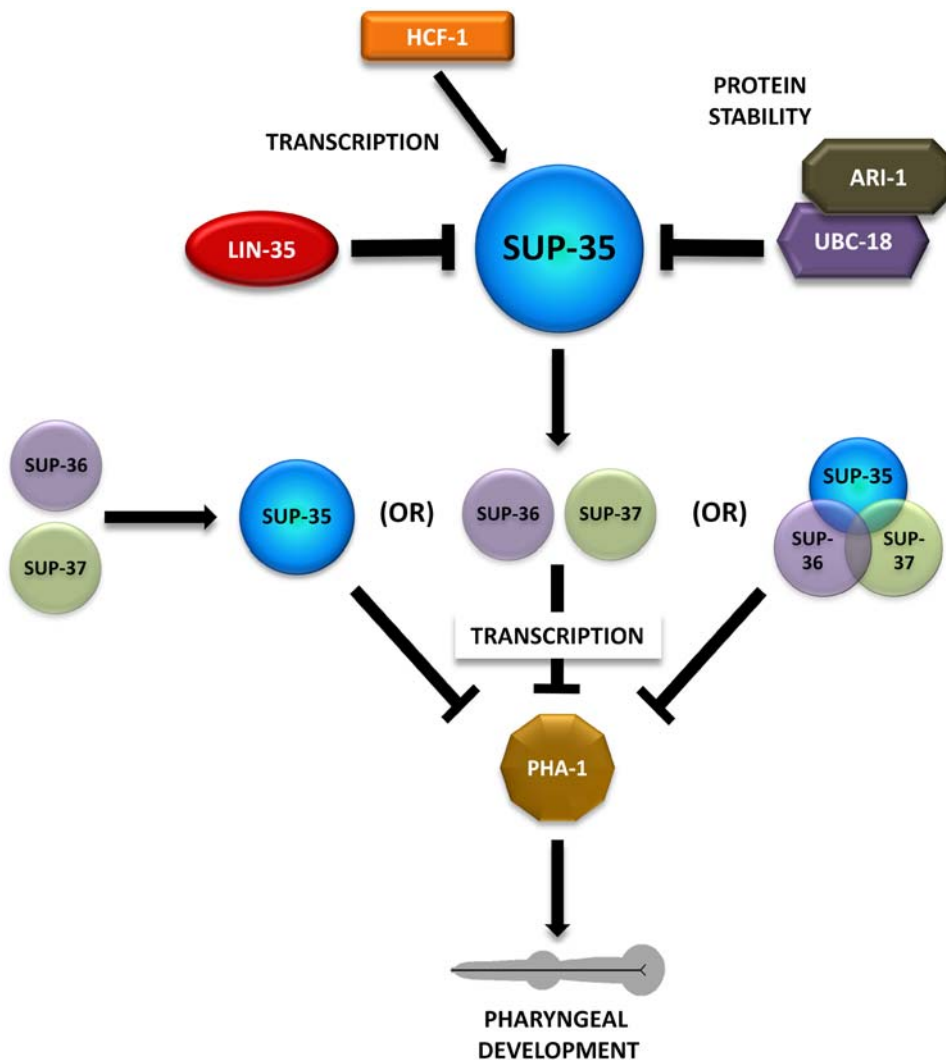 HCF-1
PROTEIN
STABILITY
TRANSCRIPTION
ARI-1
LIN-35
SUP-35
UBC-18
SUP-36
SUP-37
SUP-35
(OR)
SUP-36
SUP-37
(OR)
SUP-35
SUP-
36
SUP-
37
TRANSCRIPTION
PHA-1
PHARYNGEAL
DEVELOPMENT